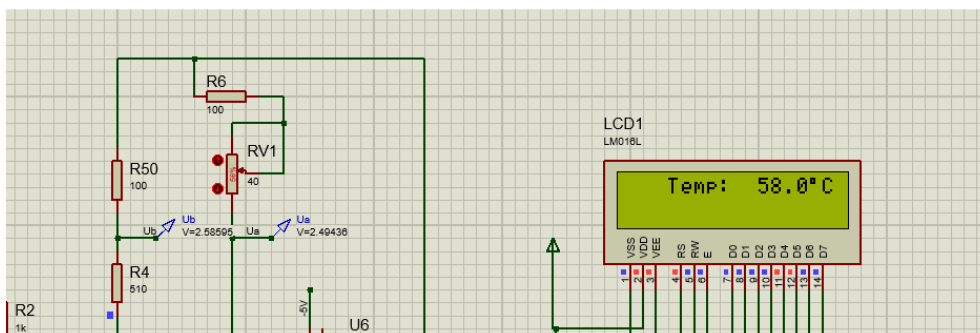 R6
100
RV1
56%
40
R50
100
Ub
V=2.58595
Ub
Ua
V=2.49436
Ua
R4
510
R2
1k
-5V
U6
LCD1
LM016L
Temp: 58.0°C
VSS
VDD
VEE
RS
RW
E
D0
D1
D2
D3
D4
D5
D6
D7
1
2
3
4
5
6
7
8
9
10
11
12
13
14